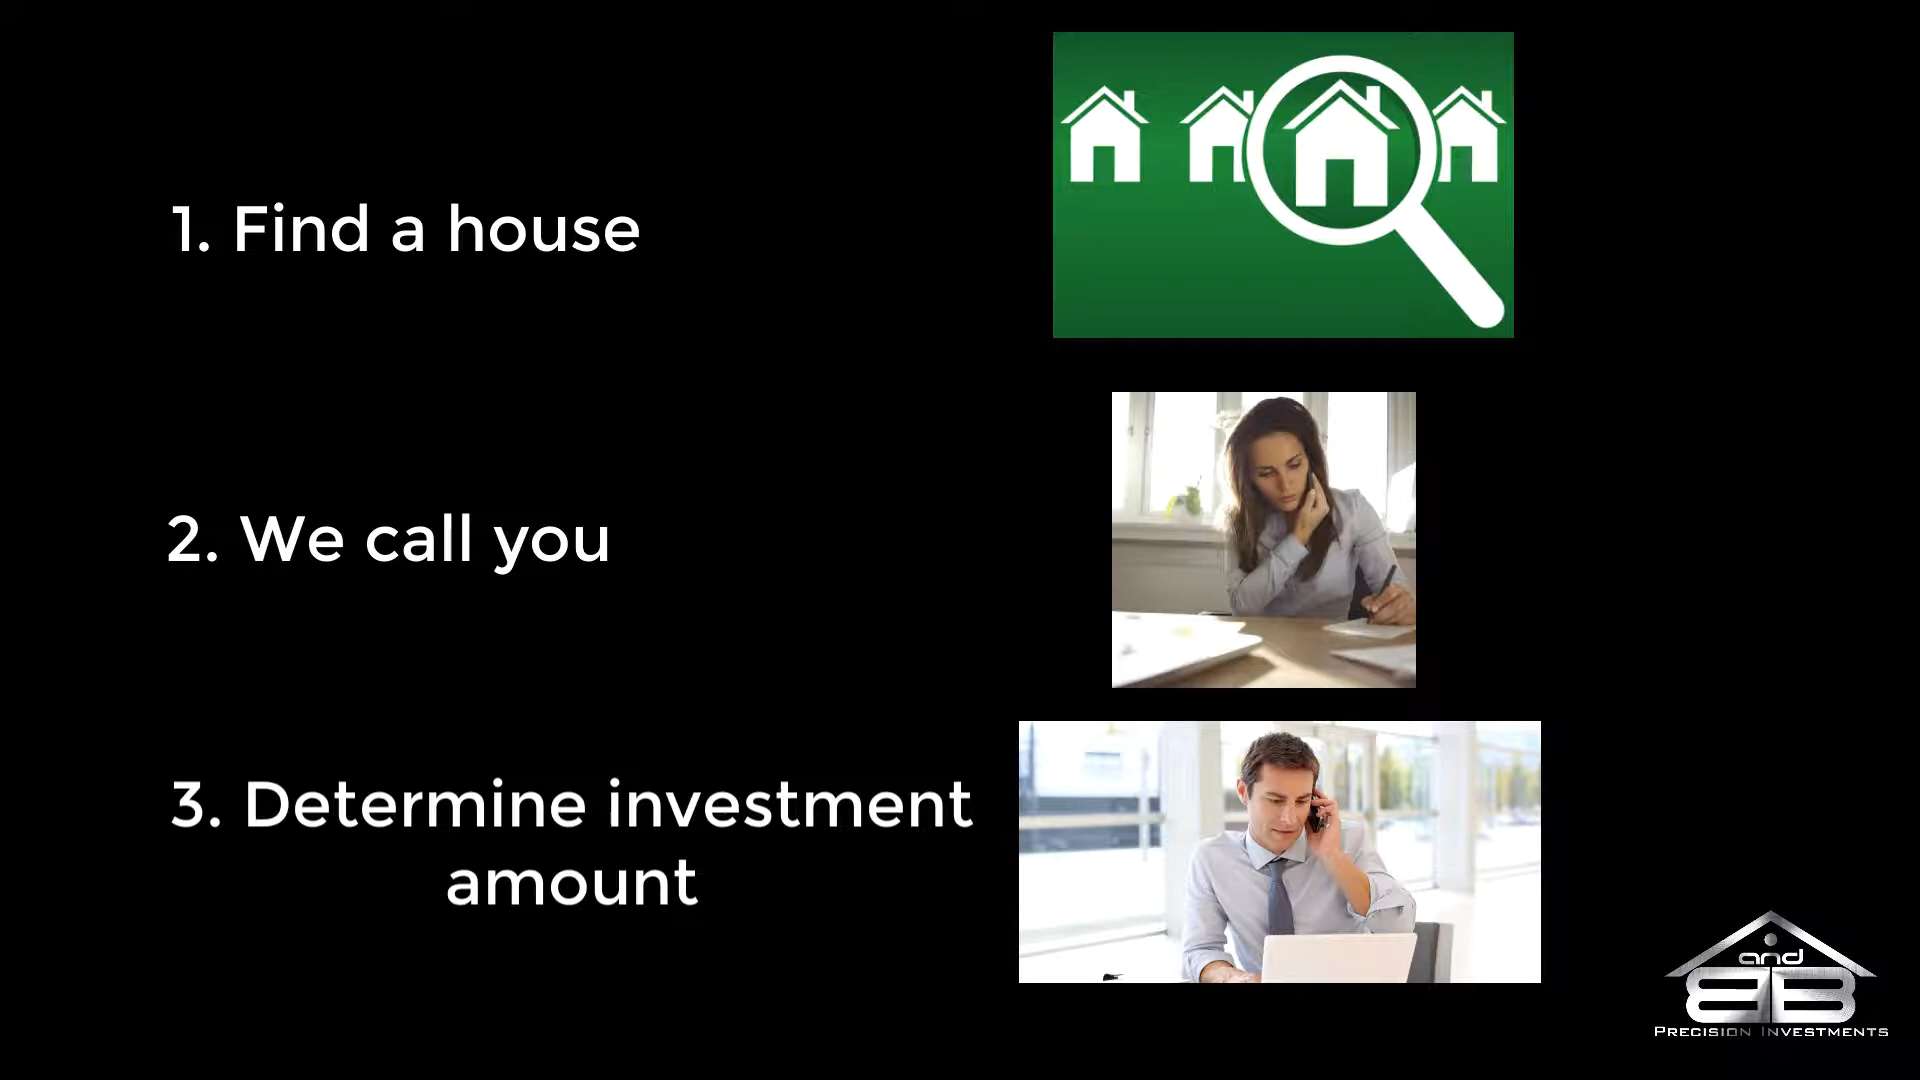 1. Find a house
2. We call you
3. Determine investment
amount
and
BB
PRECISION INVESTMENTS